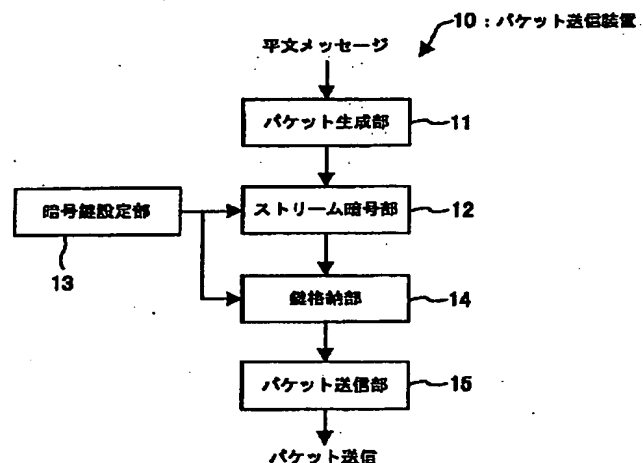 10:パケット送信装置
平文メッセージ
パケット生成部
11
暗号鍵設定部
ストリーム暗号部
12
13
鍵格納部
14
パケット送信部
15
パケット送信